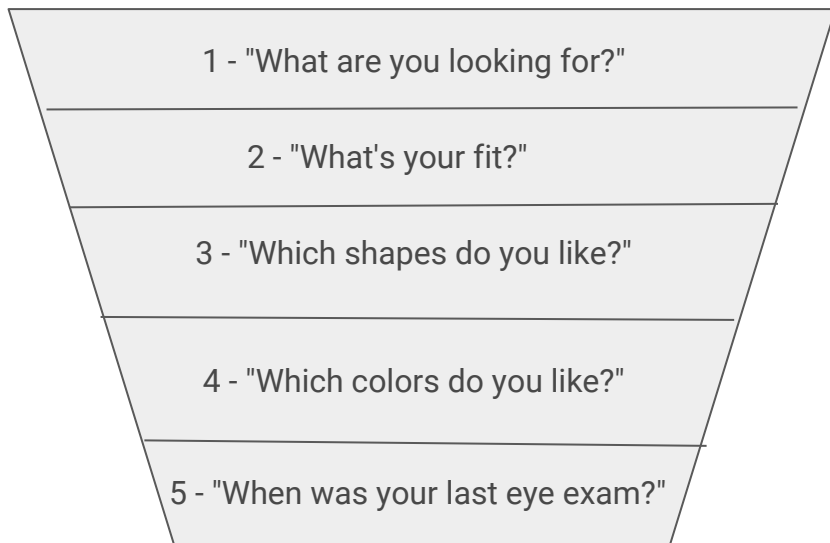 1 - "What are you looking for?"
2 - "What's your fit?"
3 - "Which shapes do you like?"
4 - "Which colors do you like?"
5 - "When was your last eye exam?"